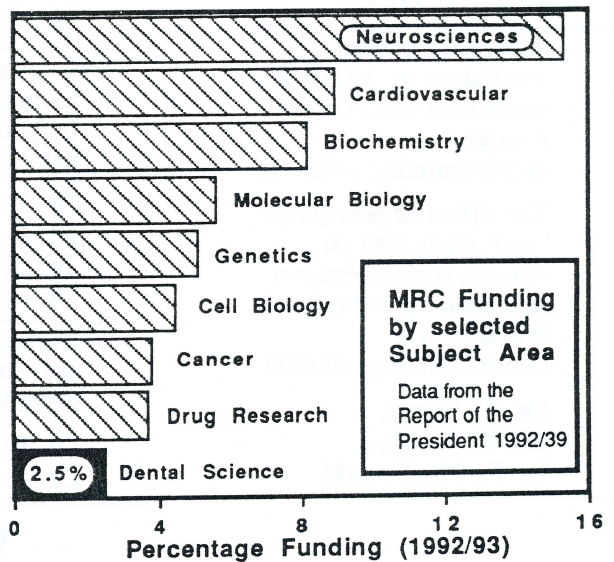 Neurosciences
Cardiovascular
Biochemistry
Molecular Biology
Genetics
Cell Biology
Cancer
Drug Research
2.5% Dental Science
MRC Funding
by selected
Subject Area
Data from the
Report of the
President 1992/39
0 4 8 12 16
Percentage Funding (1992/93)